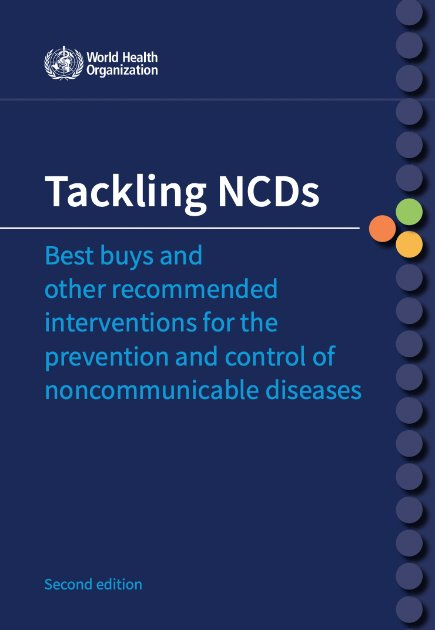 World Health
Organization
Tackling NCDs
Best buys and
other recommended
interventions for the
prevention and control of
noncommunicable diseases
Second edition